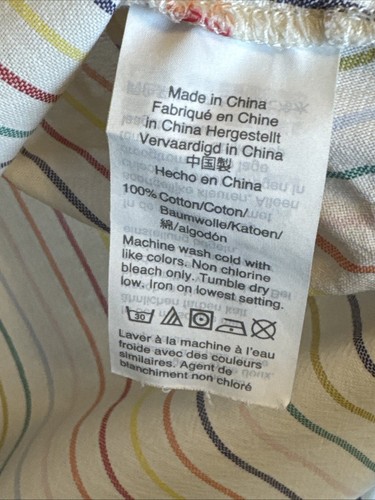 Made in China
Fabriqué en Chine
in China Hergestellt
Vervaardigd in China
中国製
Hecho en China
100% Cotton/Coton/
Baumwolle/Katoen/
綿/algodón
Machine wash cold with
like colors. Non chlorine
bleach only. Tumble dry
low. Iron on lowest setting.
30
Laver à la machine à l'eau
froide avec des couleurs
similaires. Agent de
blanchiment non chloré